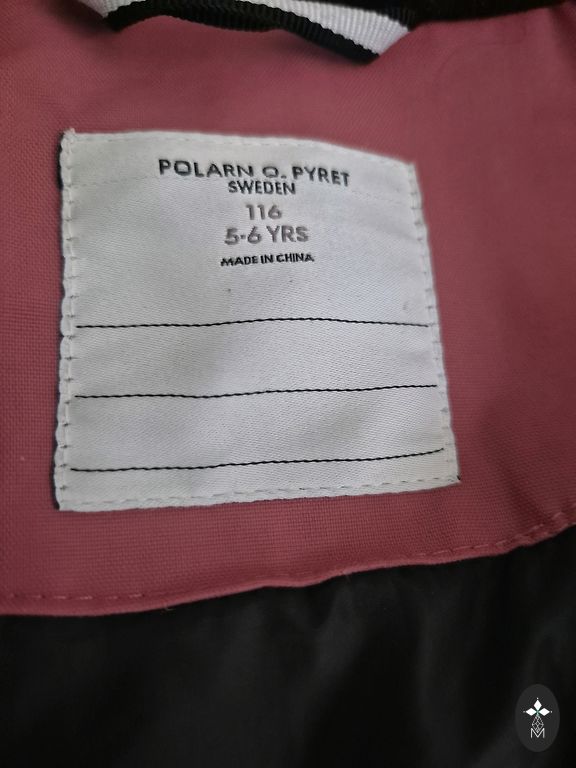 POLARN O. PYRET
SWEDEN
116
5-6 YRS
MADE IN CHINA
M